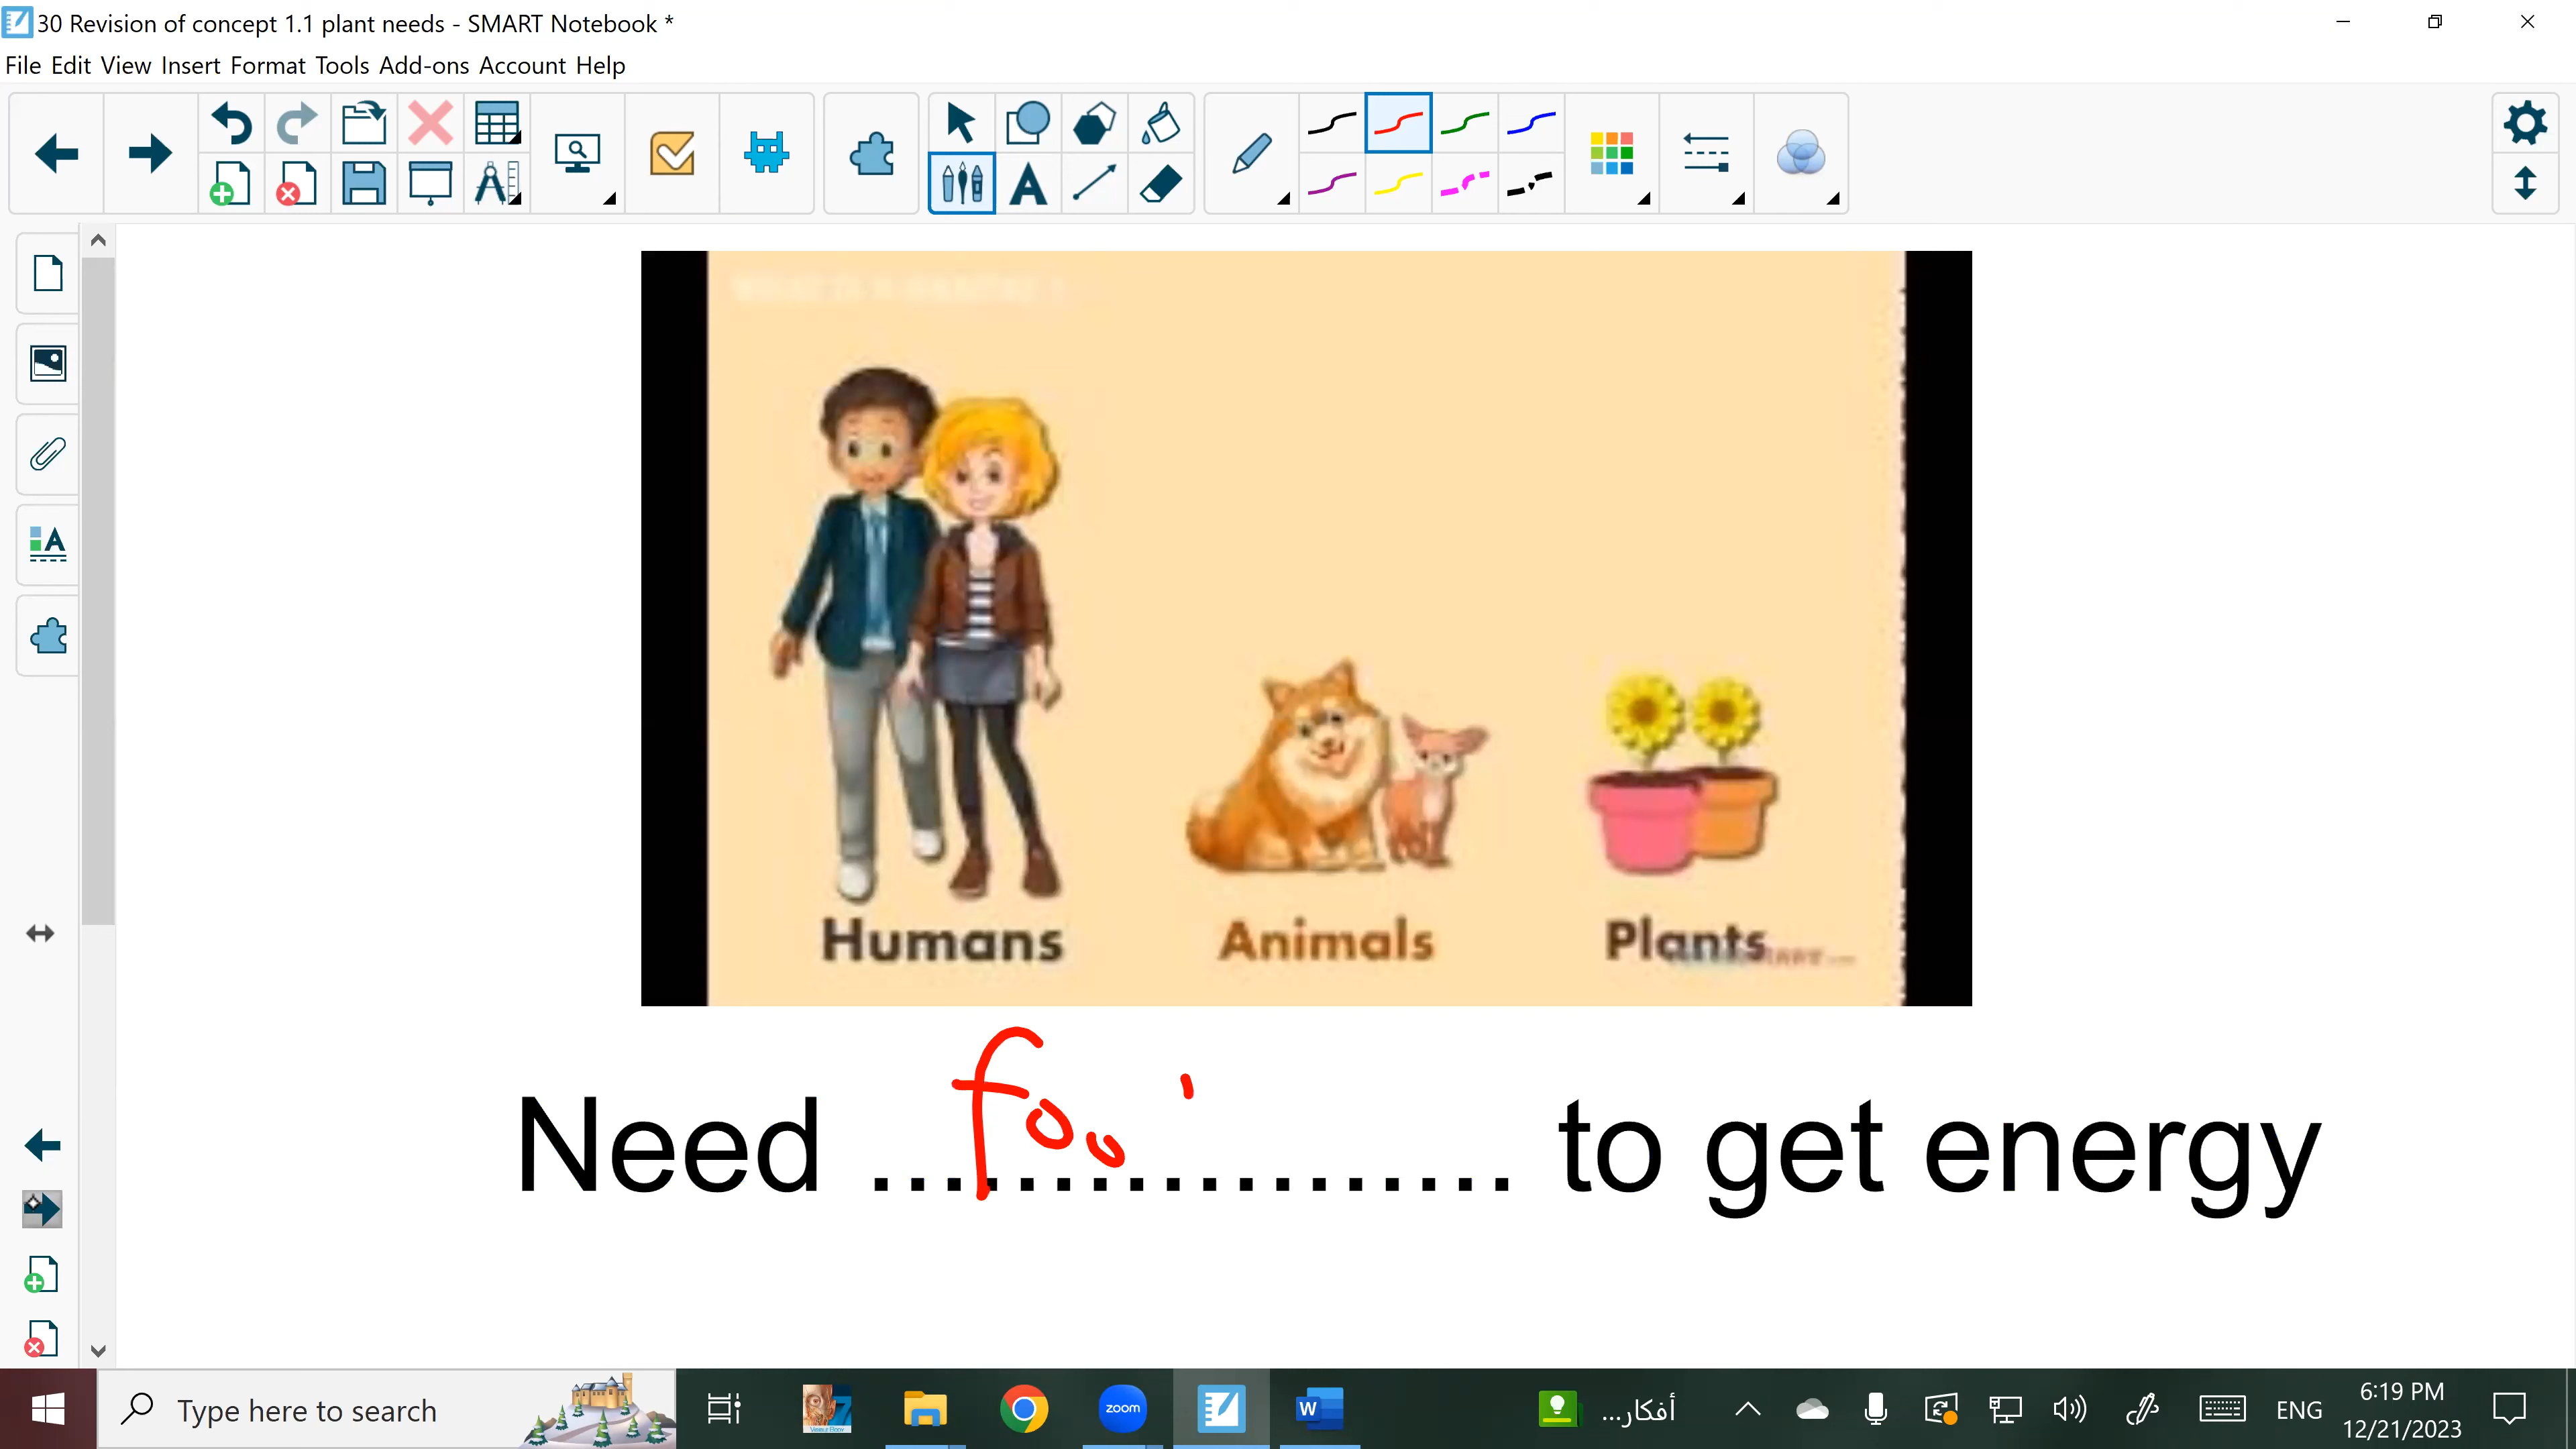 30 Revision of concept 1.1 plant needs - SMART Notebook *
File Edit View Insert Format Tools Add-ons Account Help
Humans Animals Plants
Need foo.................. to get energy
Type here to search
zoom
W
أفكار...
ENG
6:19 PM
12/21/2023